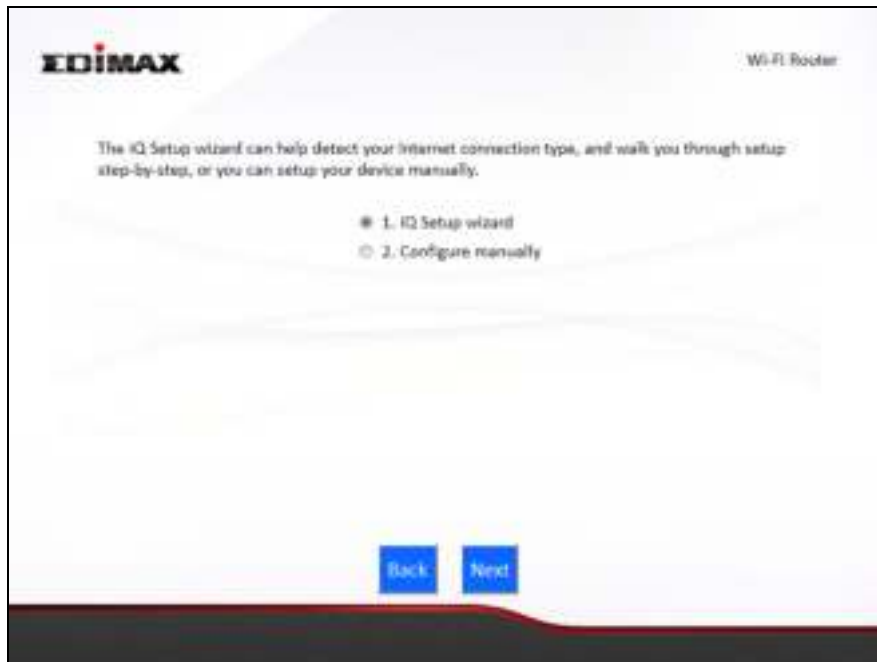 EDIMAX
Wi-Fi Router
The iQ Setup wizard can help detect your Internet connection type, and walk you through setup
step-by-step, or you can setup your device manually.
1. iQ Setup wizard
2. Configure manually
Back Next